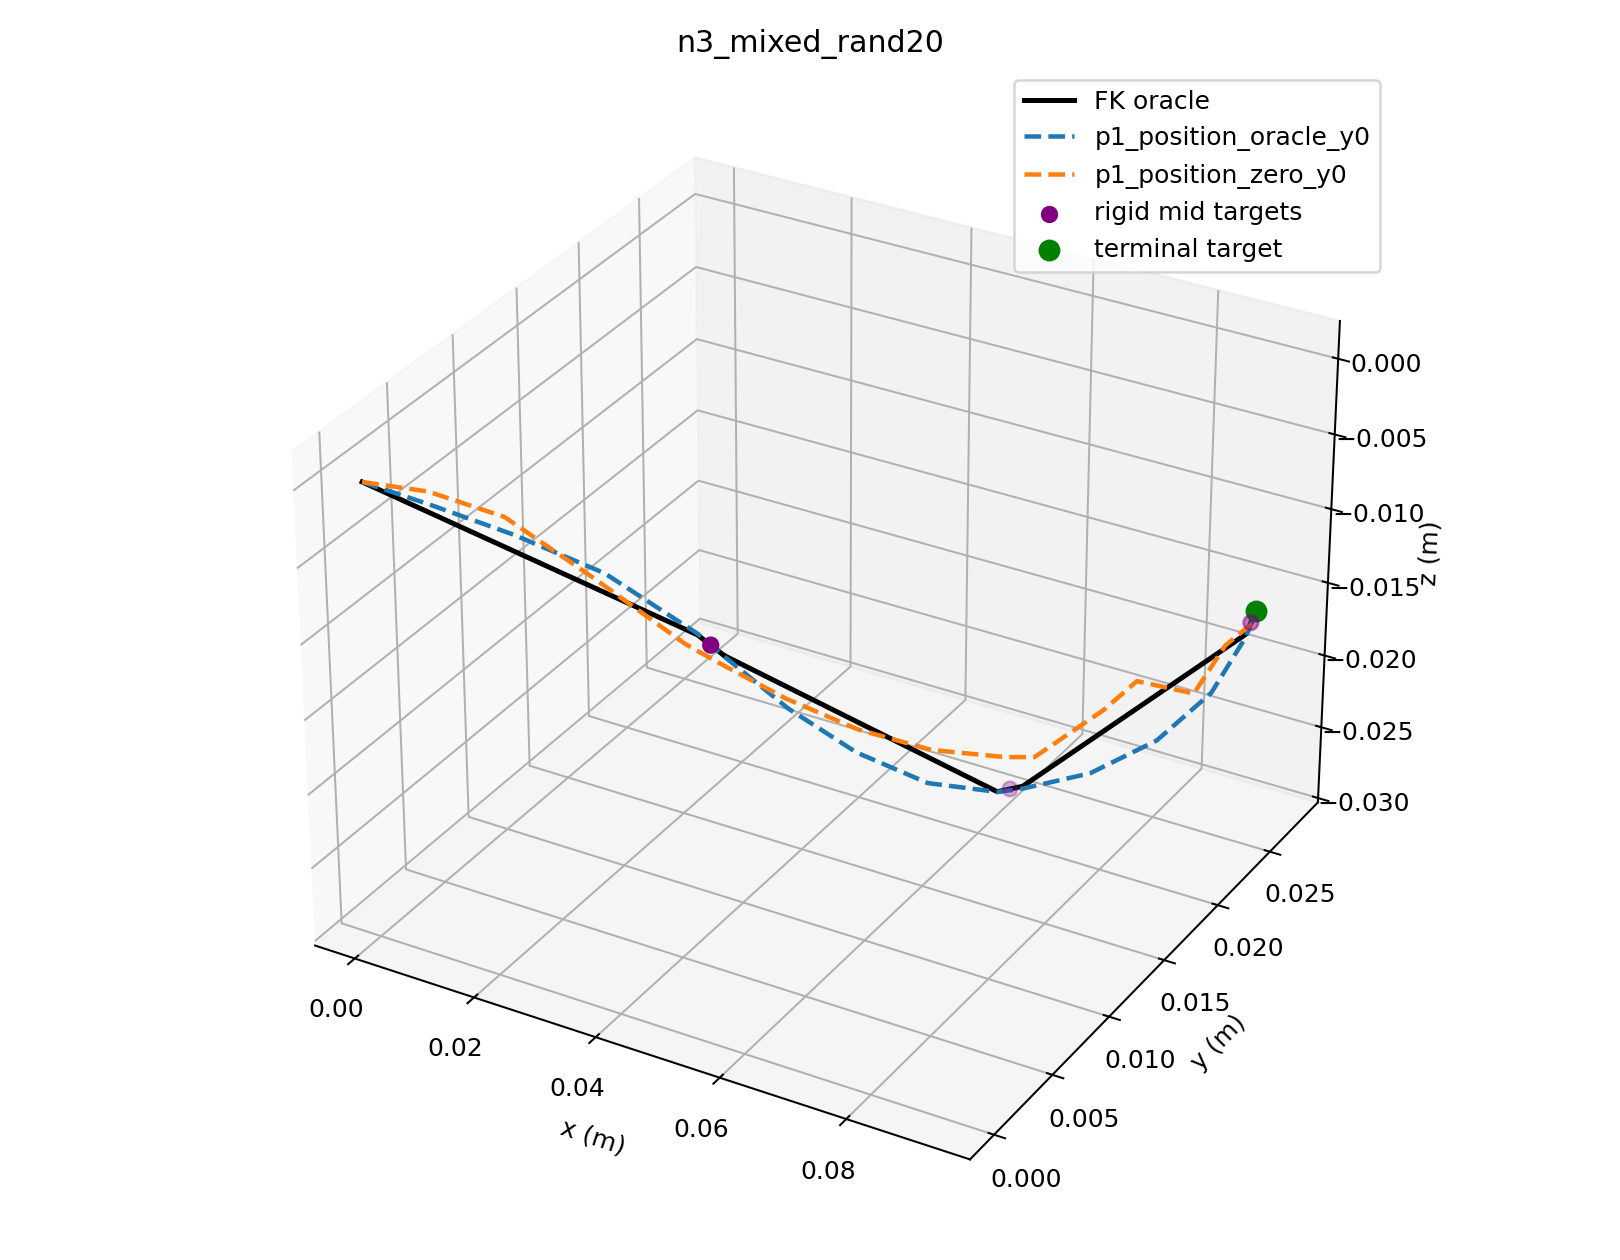 n3_mixed_rand20
FK oracle
p1_position_oracle_y0
p1_position_zero_y0
rigid mid targets
terminal target
0.000
−0.005
−0.010
−0.015
−0.020
−0.025
−0.030
z (m)
0.025
0.020
0.015
0.010
0.005
0.000
y (m)
0.00
0.02
0.04
0.06
0.08
x (m)